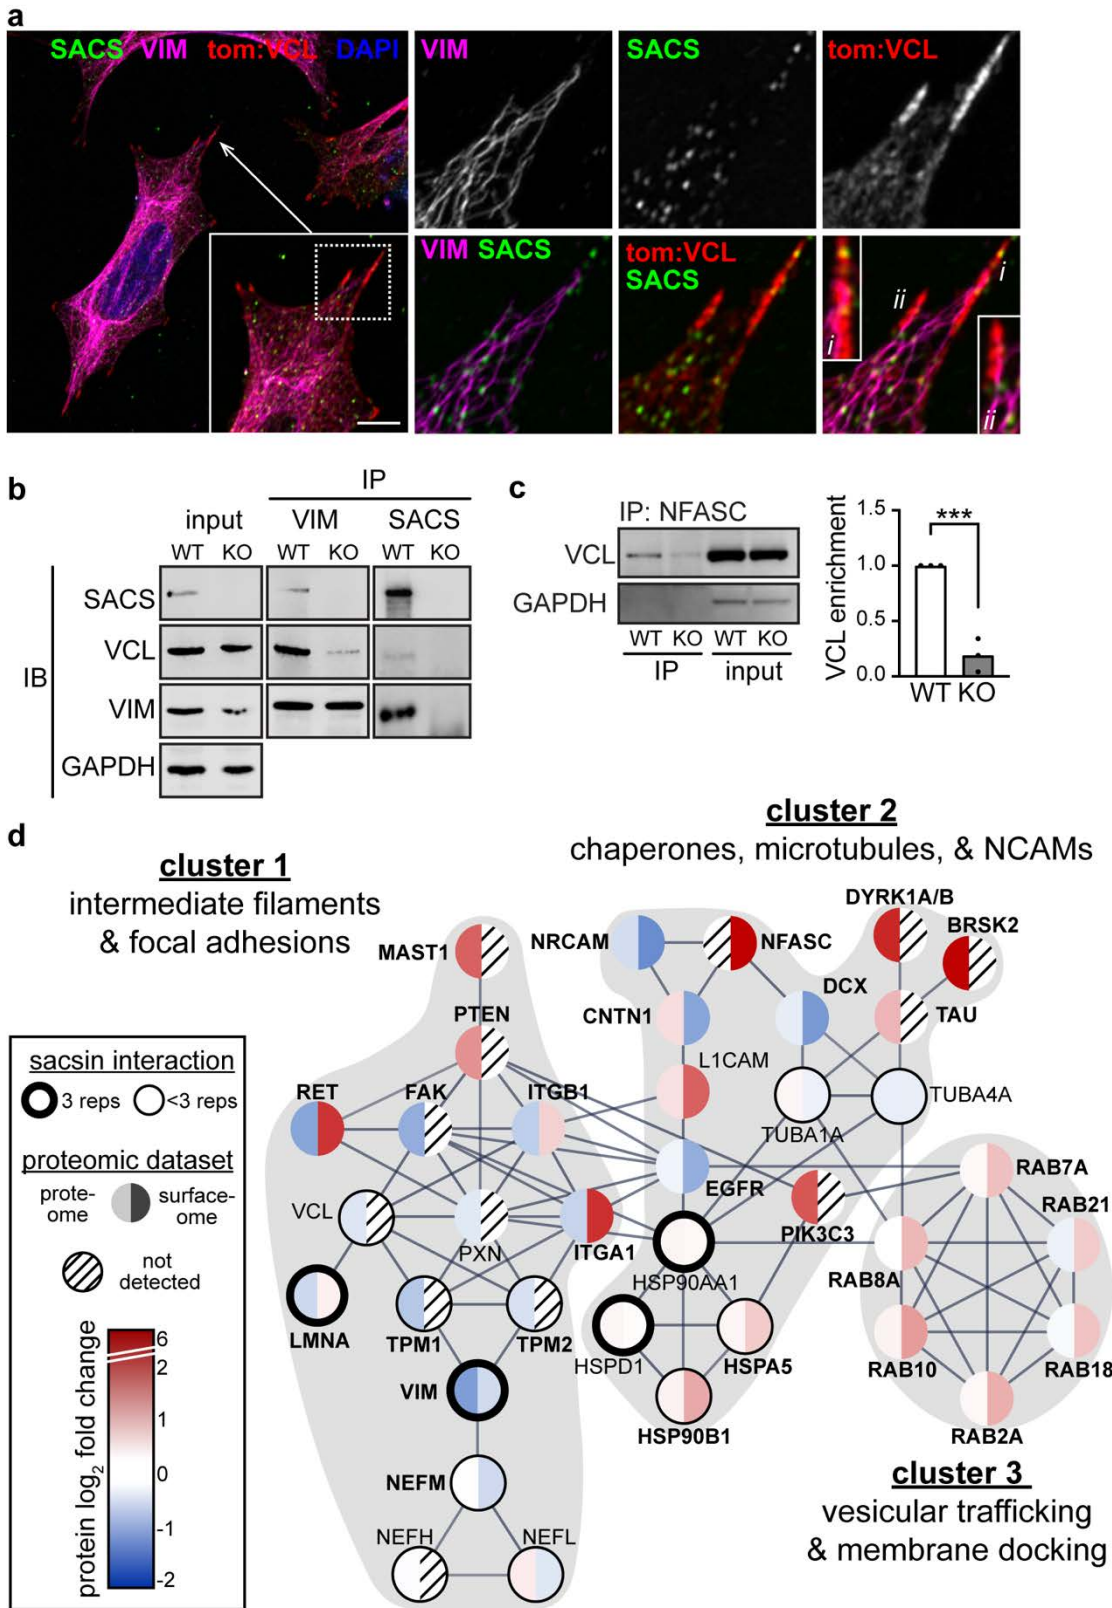 a
SACS VIM tom:VCL DAPI
VIM
SACS
tom:VCL
VIM SACS
tom:VCL
SACS
i
ii
i
ii
b
IP
input
VIM
SACS
WT KO
WT KO
WT KO
IB
SACS
VCL
VIM
GAPDH
c
IP: NFASC
VCL
GAPDH
WT KO WT KO
IP input
VCL enrichment
1.5
1.0
0.5
0.0
***
WT KO
d
cluster 1
intermediate filaments
& focal adhesions
cluster 2
chaperones, microtubules, & NCAMs
MAST1
NRCAM
NFASC
DYRK1A/B
BRSK2
PTEN
CNTN1
DCX
TAU
RET
FAK
ITGB1
L1CAM
TUBA1A
TUBA4A
VCL
PXN
ITGA1
EGFR
PIK3C3
RAB7A
RAB21
HSP90AA1
RAB8A
LMNA
TPM1
TPM2
HSPD1
HSPA5
RAB10
RAB18
VIM
HSP90B1
RAB2A
NEFM
NEFH
NEFL
cluster 3
vesicular trafficking
& membrane docking
sacsin interaction
3 reps
<3 reps
proteomic dataset
prote-
ome
surface-
ome
not
detected
protein log2 fold change
6
2
1
0
-1
-2